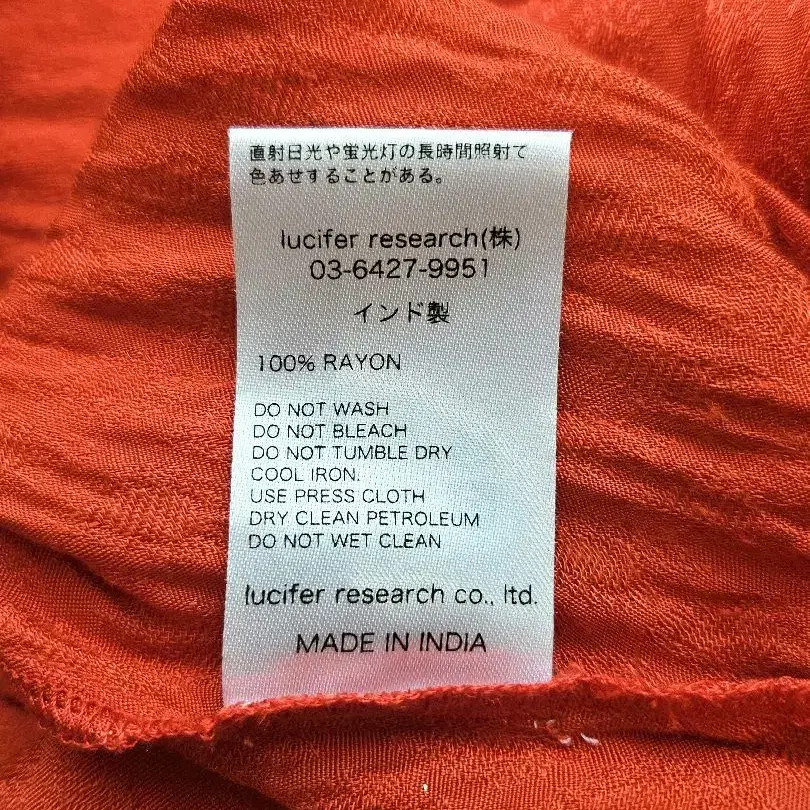 直射日光や蛍光灯の長時間照射で
色あせすることがある。
lucifer research(株)
03-6427-9951
インド製
100% RAYON
DO NOT WASH
DO NOT BLEACH
DO NOT TUMBLE DRY
COOL IRON.
USE PRESS CLOTH
DRY CLEAN PETROLEUM
DO NOT WET CLEAN
lucifer research co., ltd.
MADE IN INDIA